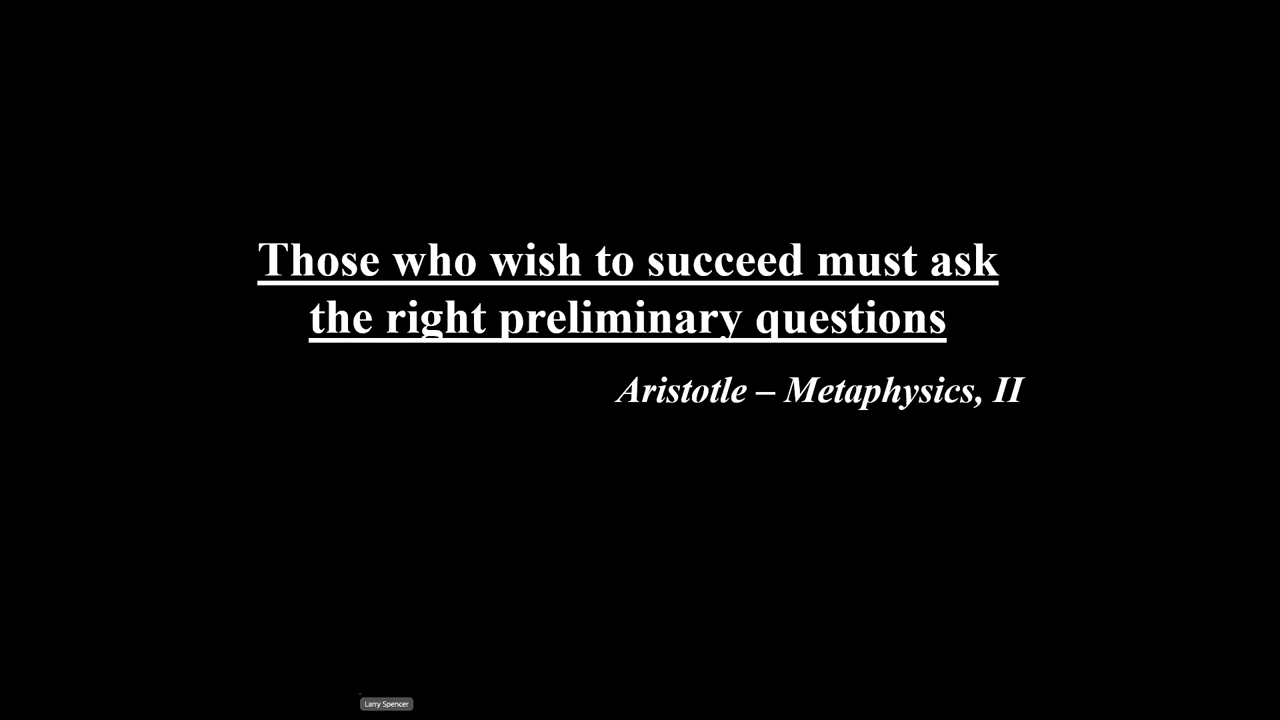 Those who wish to succeed must ask
the right preliminary questions
Aristotle – Metaphysics, II
Larry Spencer